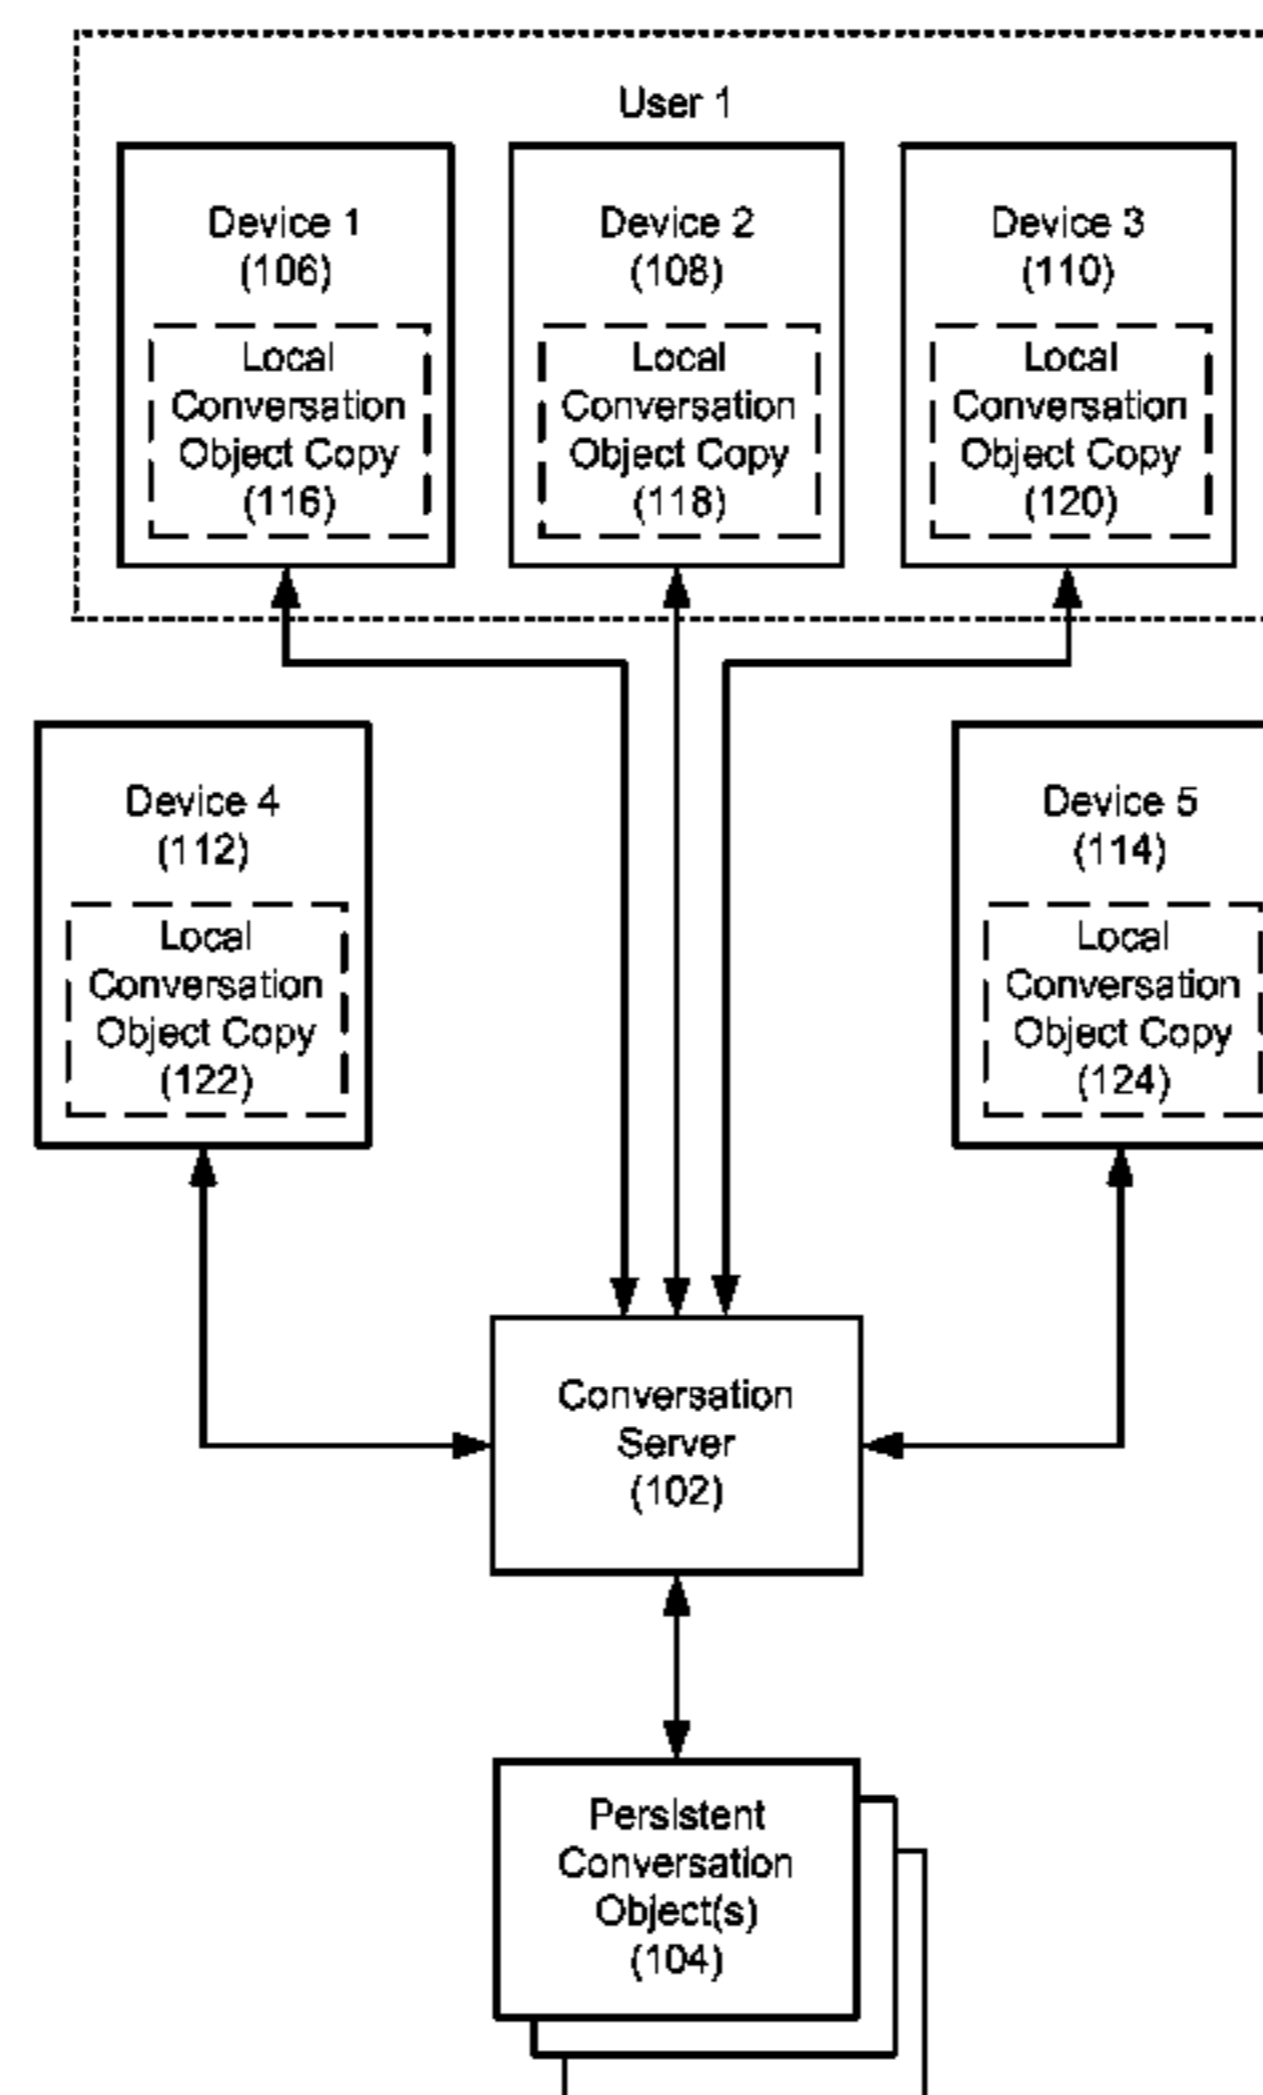 User 1
Device 1
(106)
Local
Conversation
Object Copy
(116)
Device 2
(108)
Local
Conversation
Object Copy
(118)
Device 3
(110)
Local
Conversation
Object Copy
(120)
Device 4
(112)
Local
Conversation
Object Copy
(122)
Device 5
(114)
Local
Conversation
Object Copy
(124)
Conversation
Server
(102)
Persistent
Conversation
Object(s)
(104)